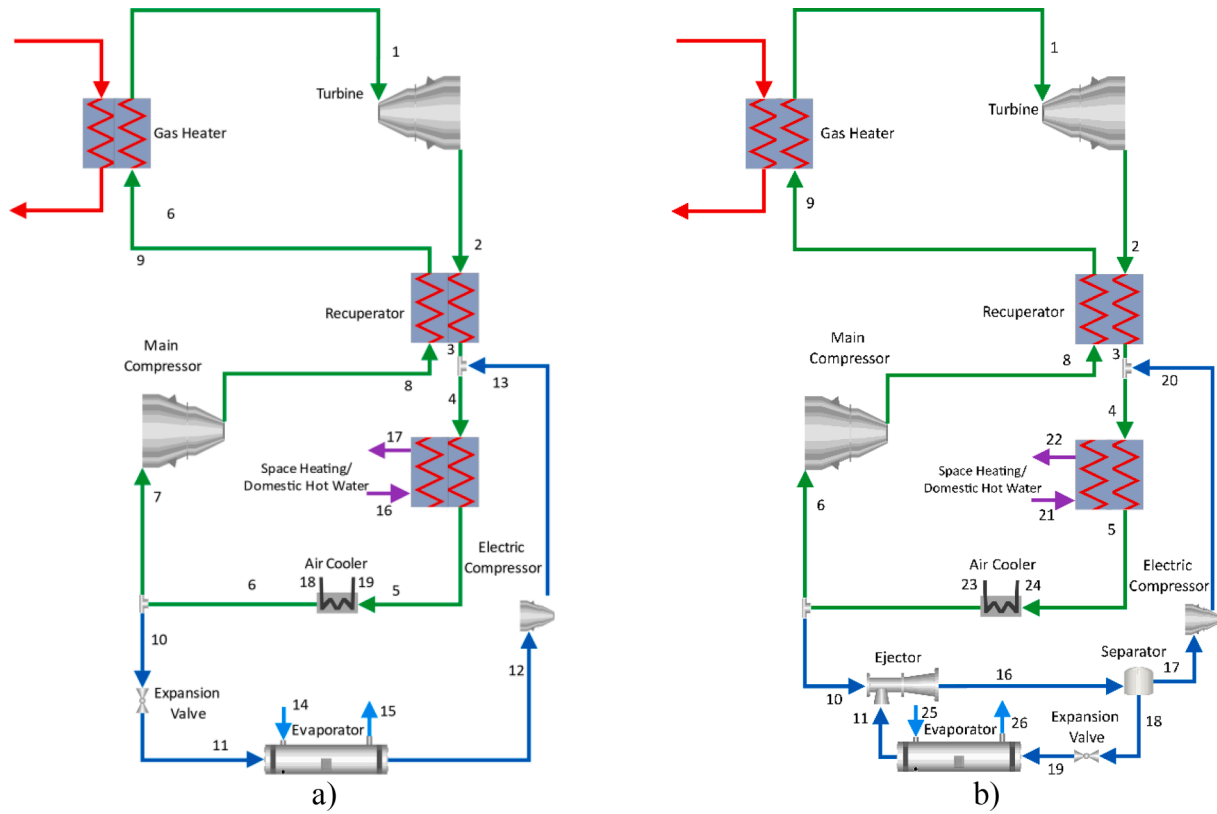 1
Turbine
Gas Heater
6
2
9
Recuperator
3
Main
Compressor
8
13
4
17
Space Heating/
Domestic Hot Water
16
7
Electric
Compressor
Air Cooler
18
19
6
5
10
12
Expansion
Valve
14
15
Evaporator
11
a)
1
Turbine
Gas Heater
9
2
Recuperator
3
Main
Compressor
8
20
4
22
Space Heating/
Domestic Hot Water
21
6
5
Electric
Compressor
Air Cooler
23
24
Ejector
Separator
16
17
10
11
25
26
Evaporator
Expansion
Valve
18
19
b)